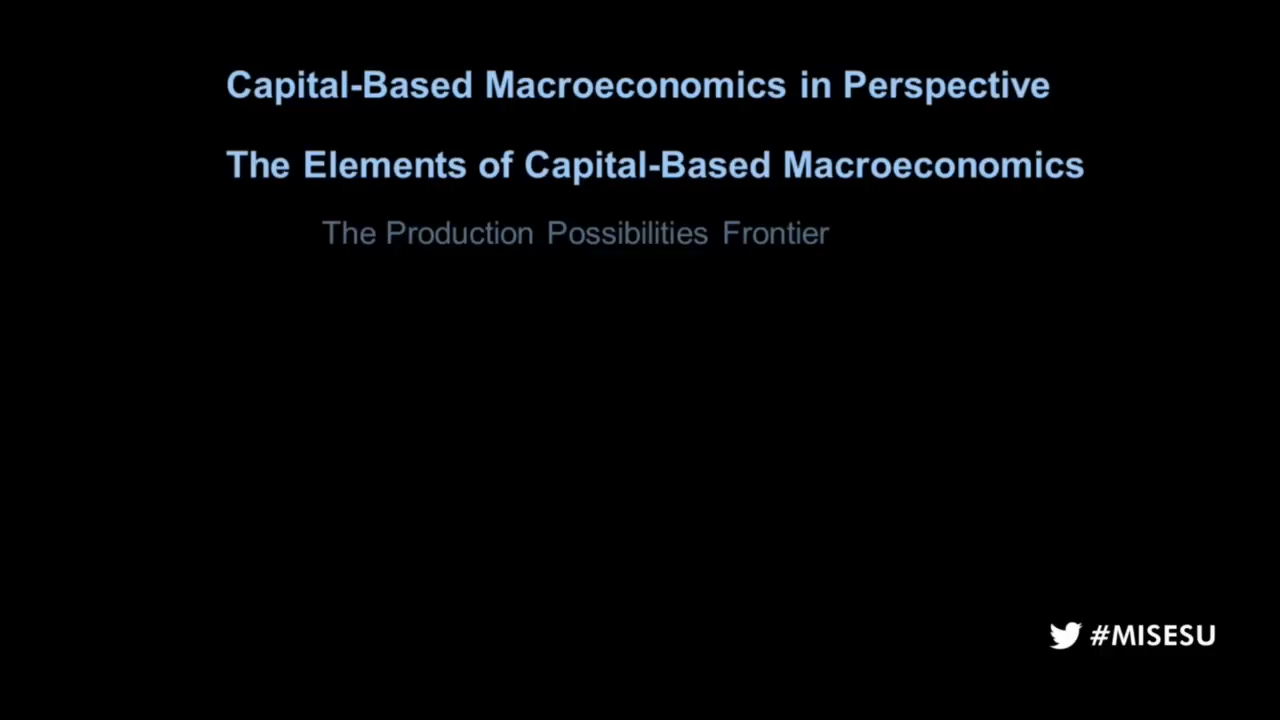 Capital-Based Macroeconomics in Perspective
The Elements of Capital-Based Macroeconomics
The Production Possibilities Frontier
#MISESU